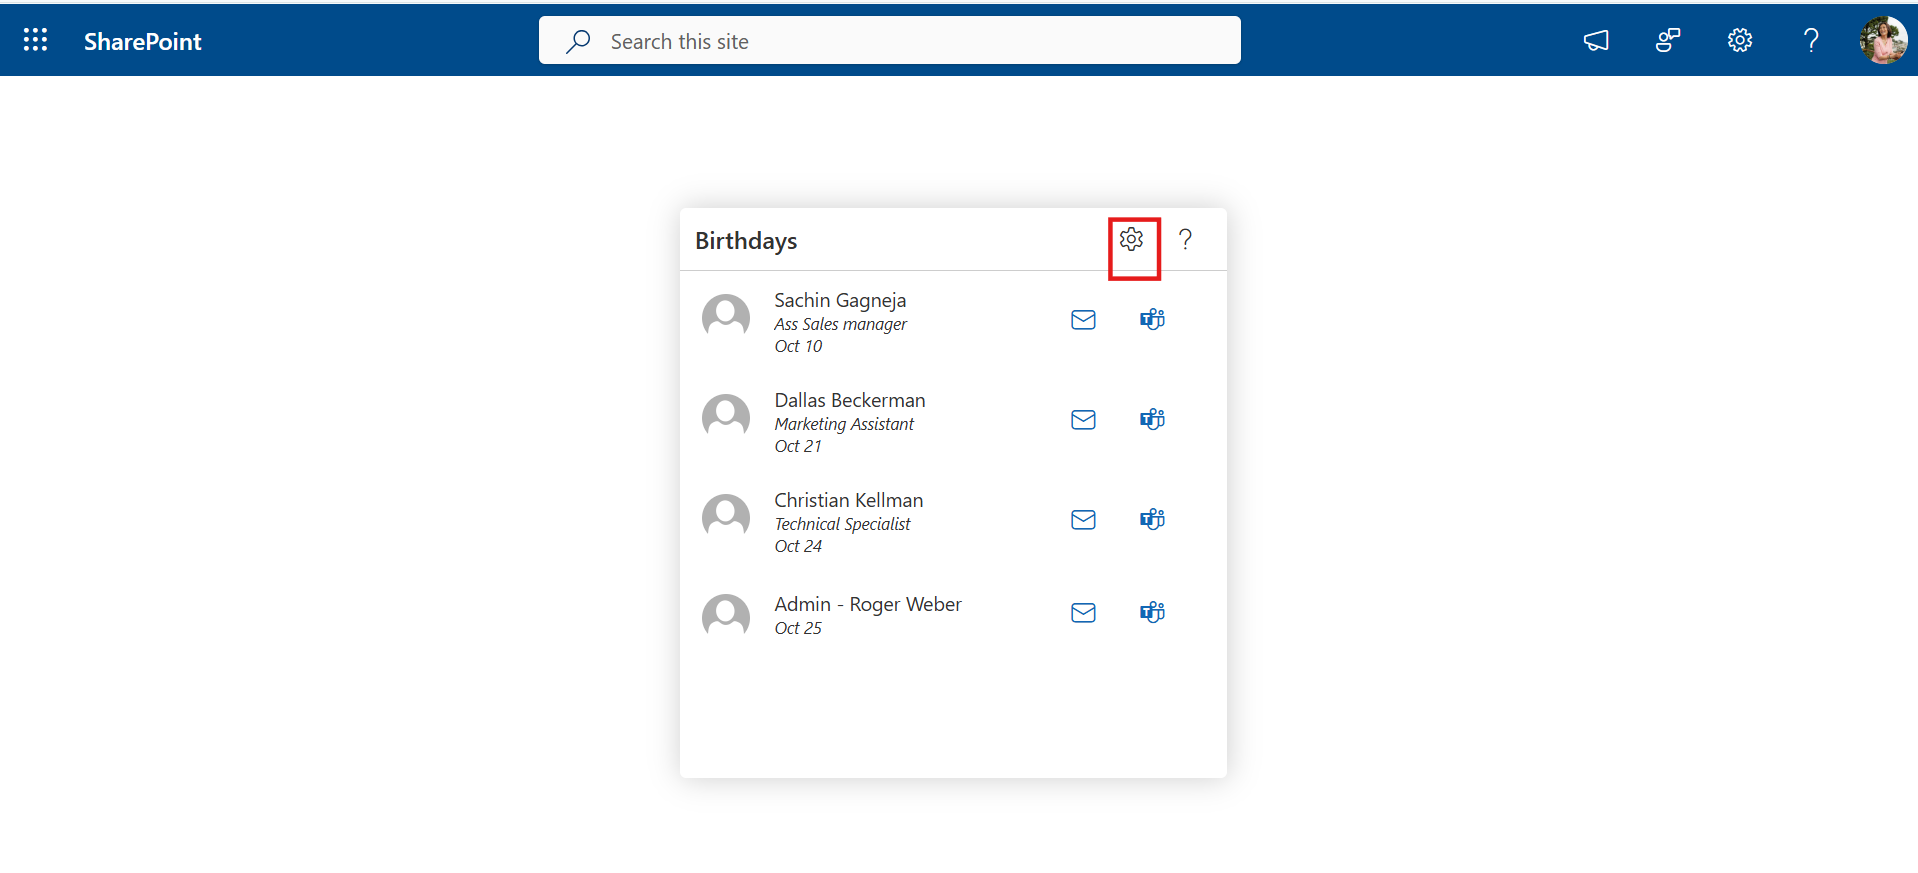 SharePoint
Search this site
Birthdays
Sachin Gagneja
Ass Sales manager
Oct 10
Dallas Beckerman
Marketing Assistant
Oct 21
Christian Kellman
Technical Specialist
Oct 24
Admin - Roger Weber
Oct 25